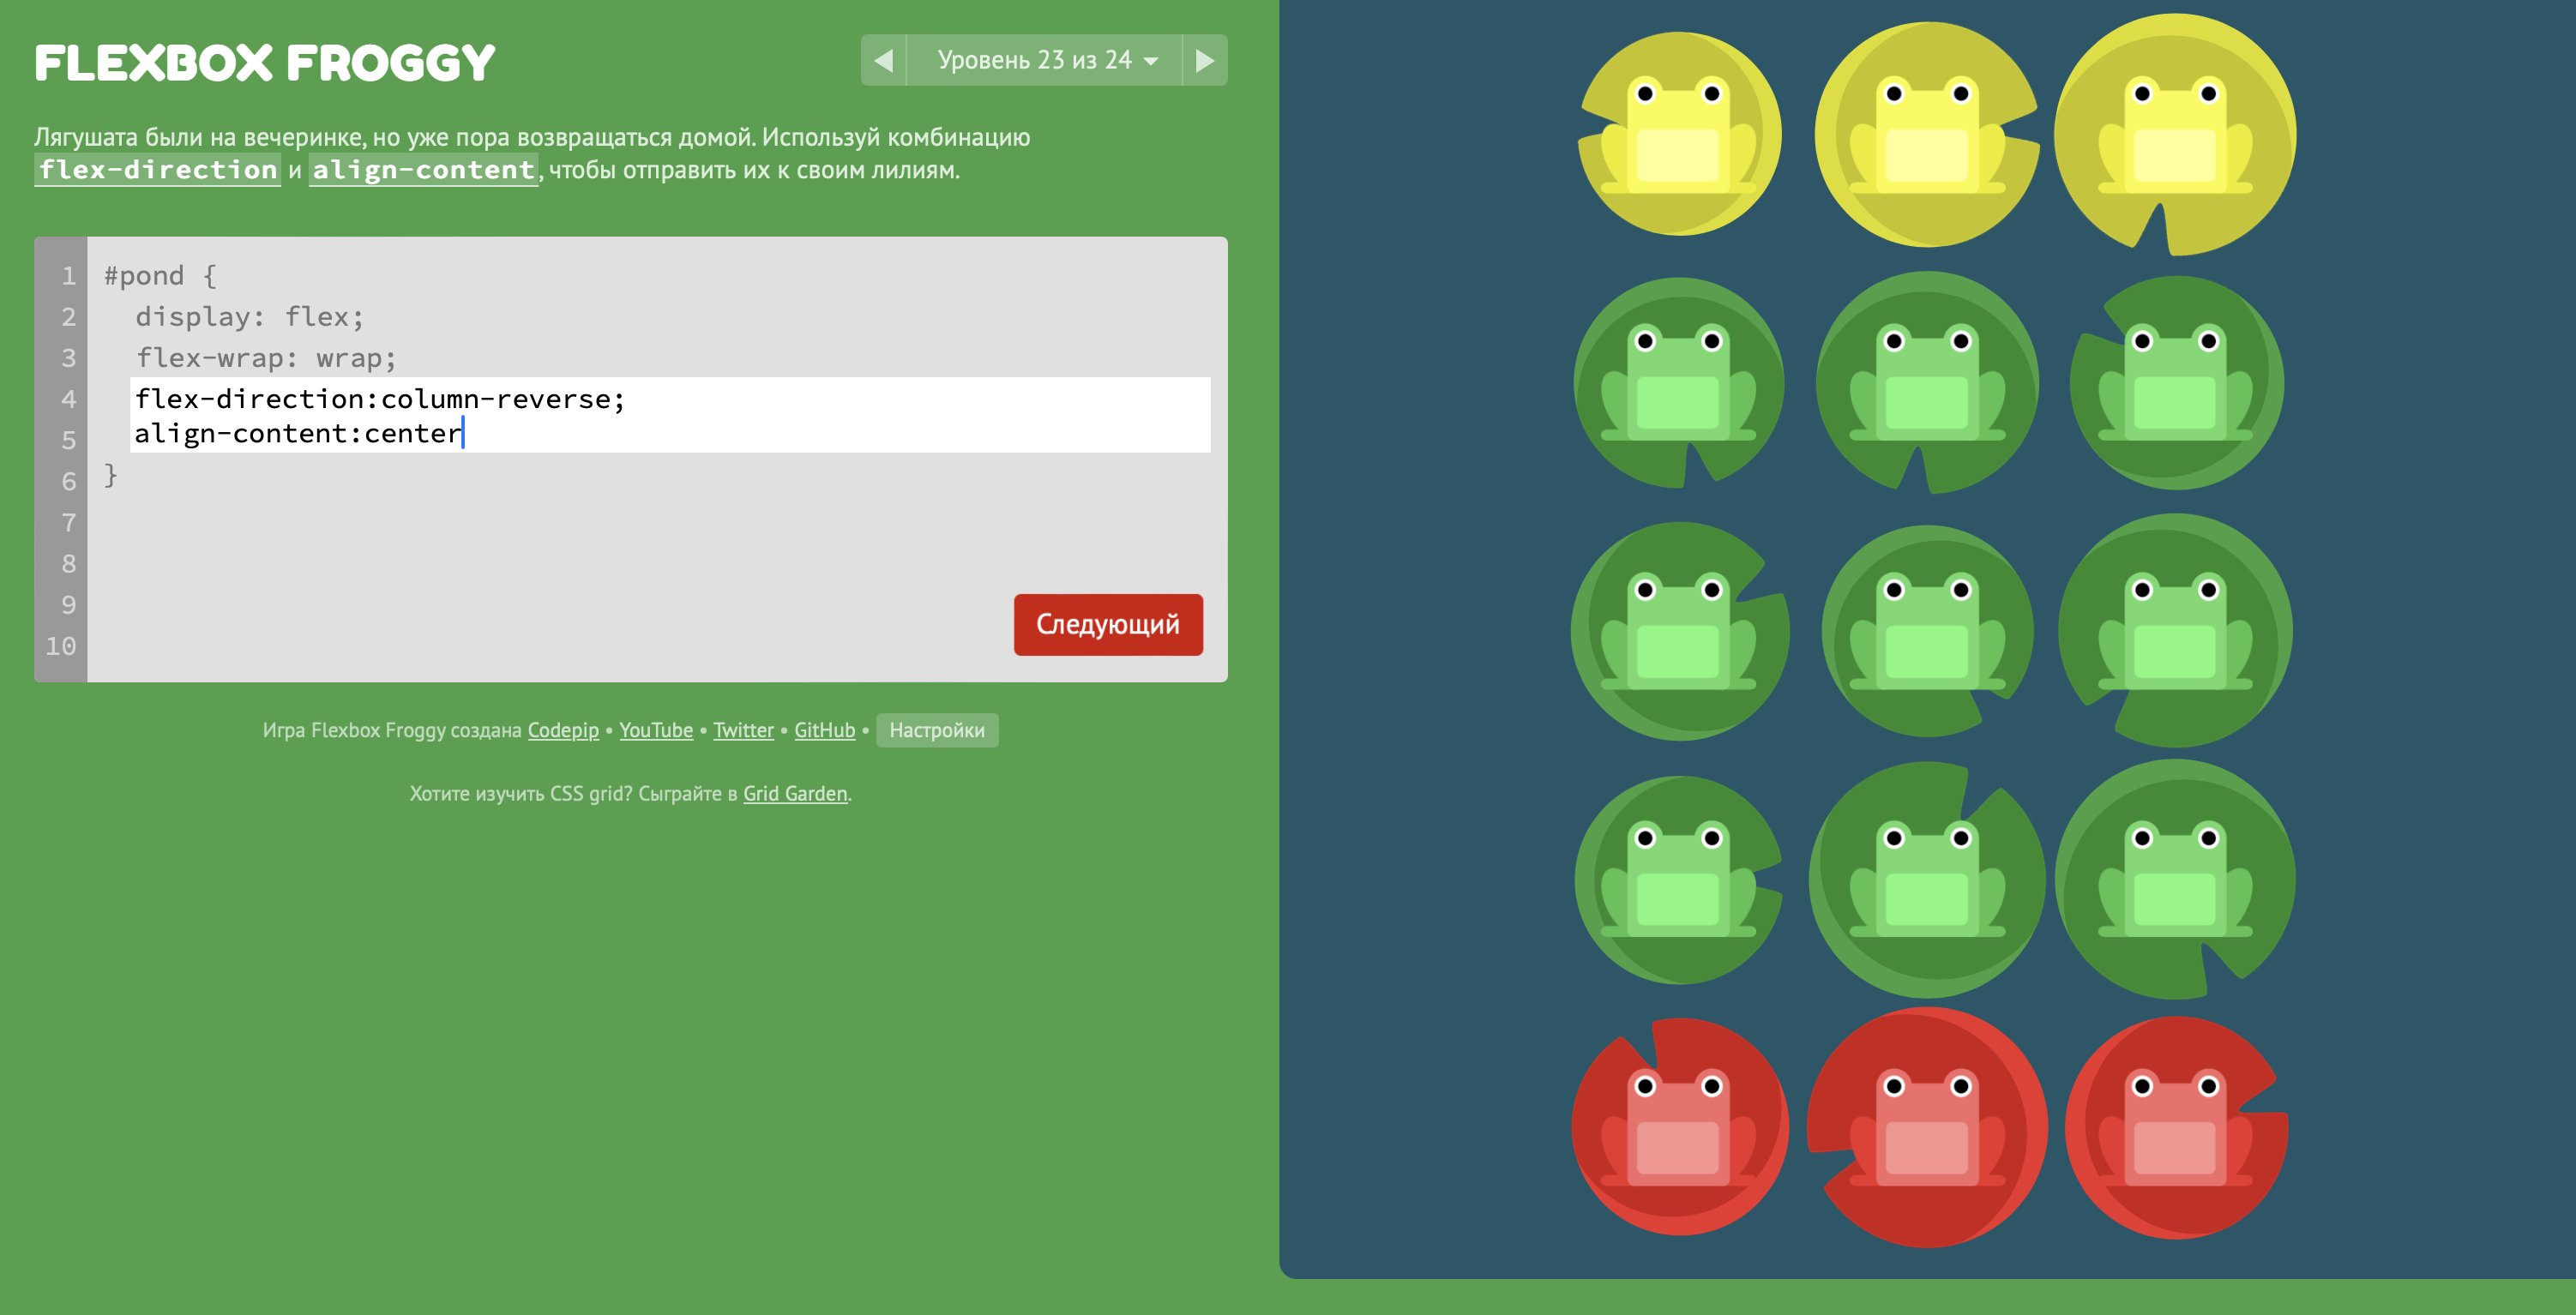 FLEXBOX FROGGY
Уровень 23 из 24
Лягушата были на вечеринке, но уже пора возвращаться домой. Используй комбинацию
flex-direction и align-content, чтобы отправить их к своим лилиям.
1 #pond {
2 display: flex;
3 flex-wrap: wrap;
4 flex-direction:column-reverse;
5 align-content:center
6 }
7
8
9
10
Следующий
Игра Flexbox Froggy создана Codepip • YouTube • Twitter • GitHub • Настройки
Хотите изучить CSS grid? Сыграйте в Grid Garden.